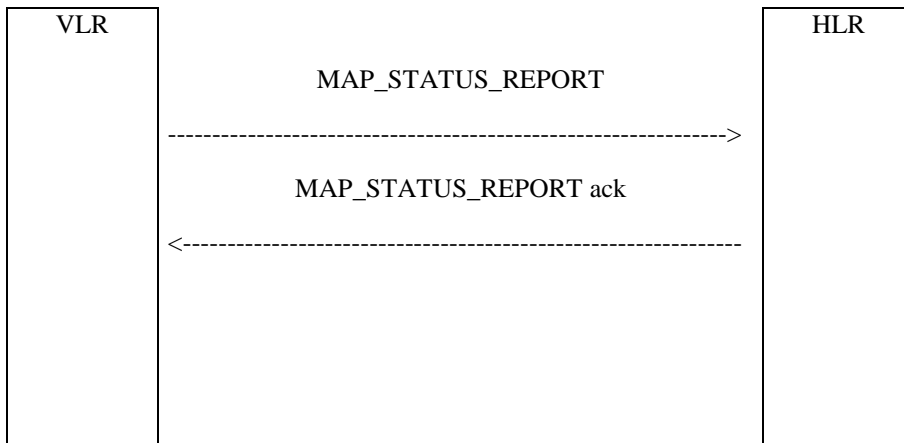 VLR
HLR
MAP_STATUS_REPORT
MAP_STATUS_REPORT ack